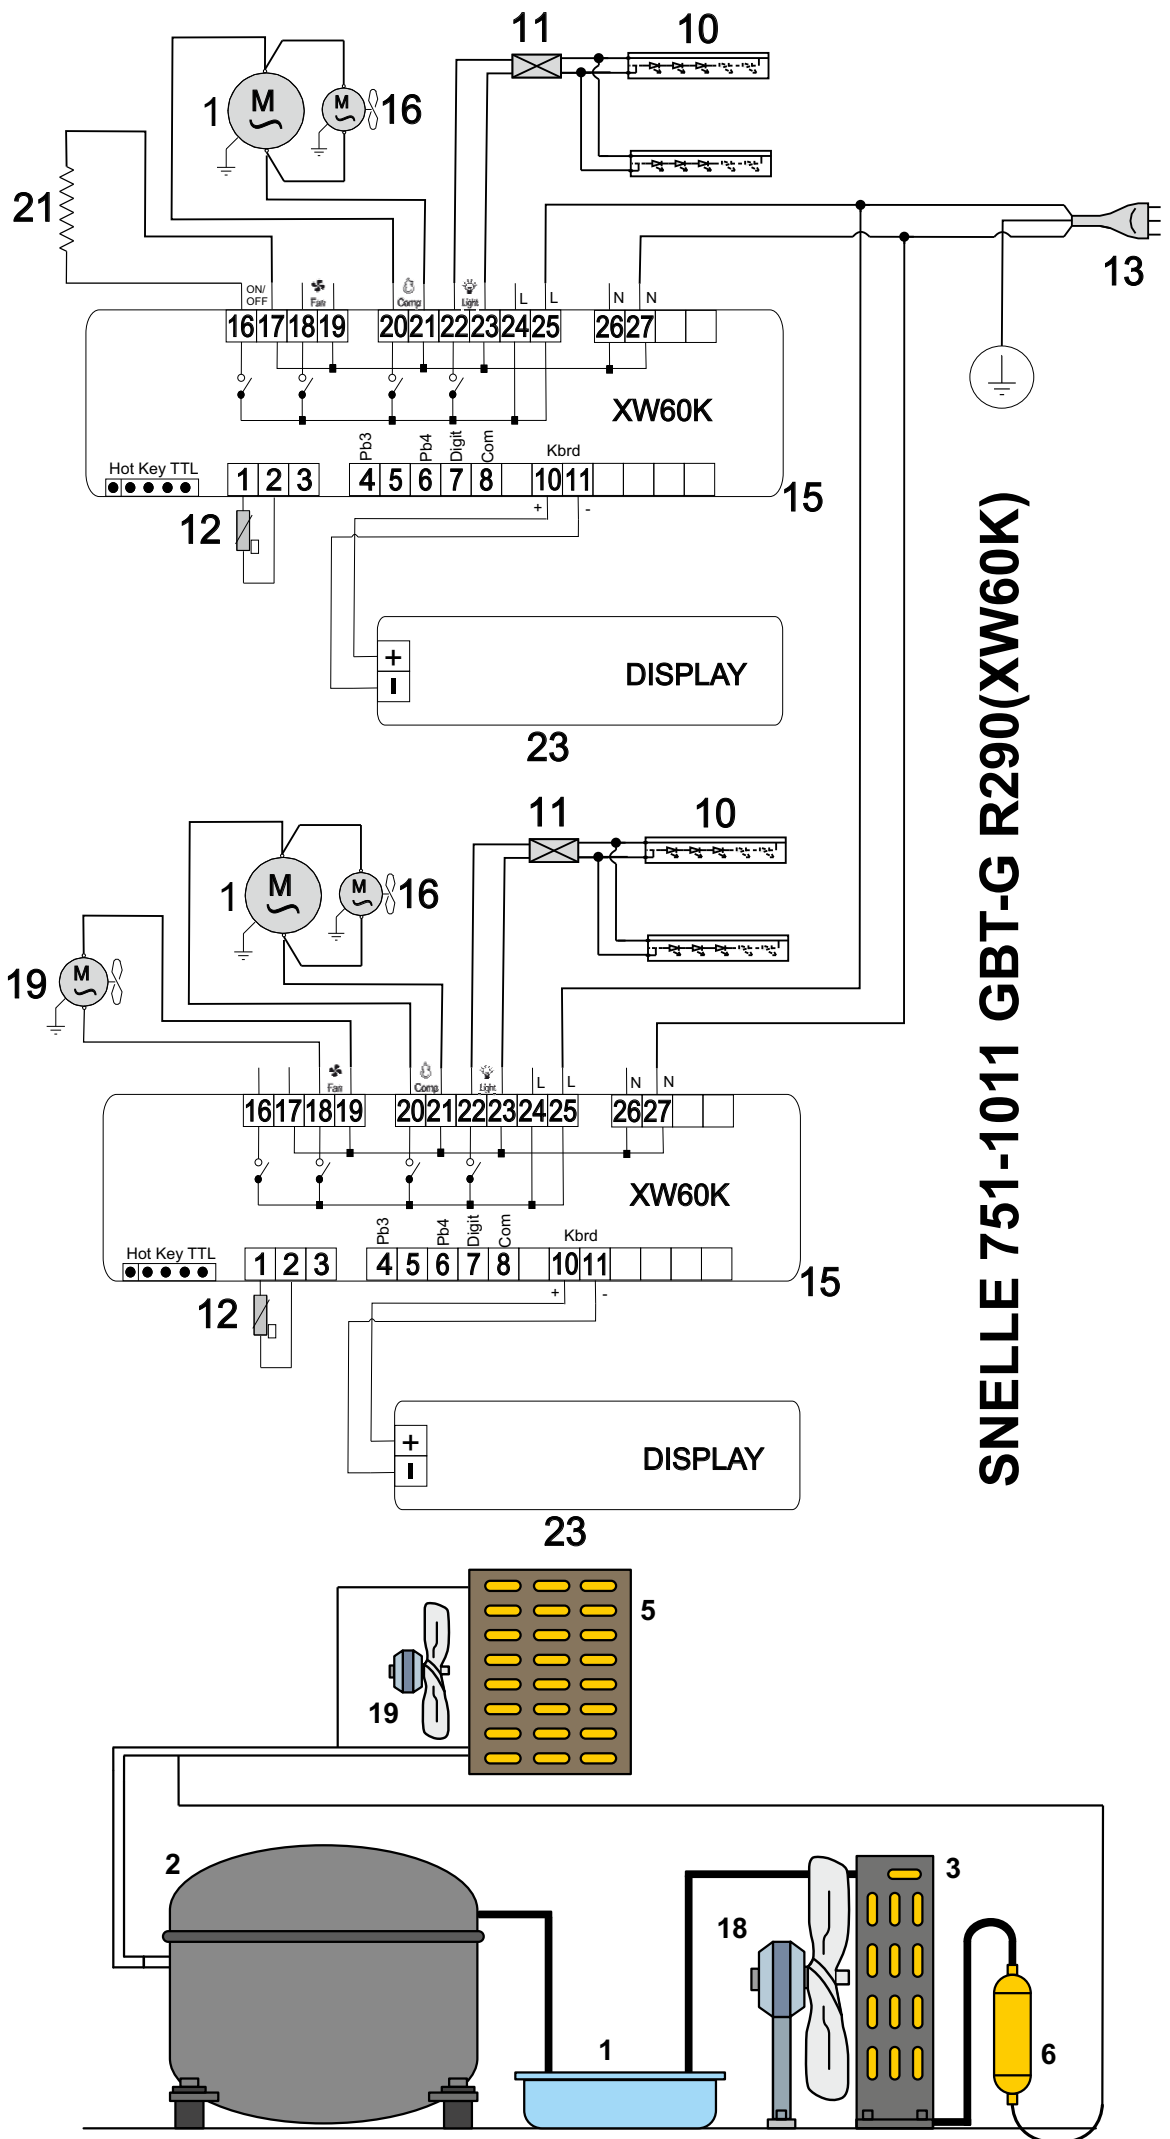 11
10
1
M
16
M
21
13
ON/
OFF
Fan
Comp
Light
L
L
N
N
16 17 18 19 20 21 22 23 24 25 26 27
XW60K
Pb3
Pb4
Digit
Com
Kbrd
Hot Key TTL
1 2 3 4 5 6 7 8 10 11
15
12
+
-
+
-
DISPLAY
23
SNELLE 751-1011 GBT-G R290(XW60K)
11
10
1
M
16
M
19
M
Fan
Comp
Light
L
L
N
N
16 17 18 19 20 21 22 23 24 25 26 27
XW60K
Pb3
Pb4
Digit
Com
Kbrd
Hot Key TTL
1 2 3 4 5 6 7 8 10 11
15
12
+
-
+
-
DISPLAY
23
5
19
2
3
18
1
6